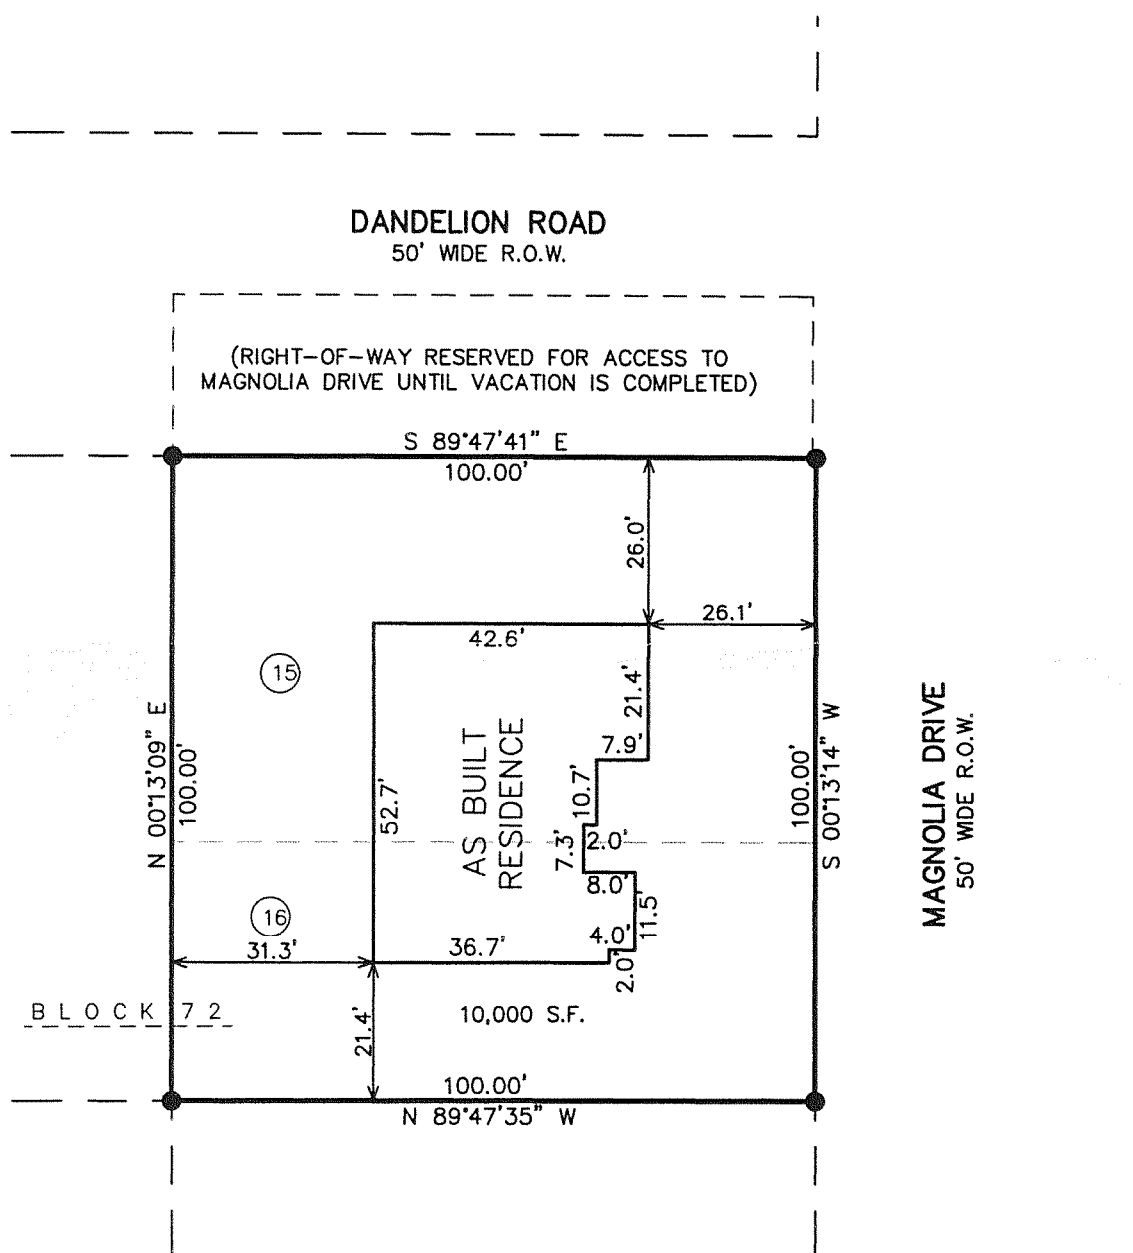 DANDELION ROAD
50' WIDE R.O.W.
(RIGHT-OF-WAY RESERVED FOR ACCESS TO
MAGNOLIA DRIVE UNTIL VACATION IS COMPLETED)
S 89°47'41" E
100.00'
26.0'
26.1'
42.6'
15
21.4'
7.9'
N 00°13'09" E
100.00'
52.7'
AS BUILT
RESIDENCE
10.7'
7.3'
2.0'
8.0'
11.5'
4.0'
2.0'
100.00'
S 00°13'14" W
MAGNOLIA DRIVE
50' WIDE R.O.W.
16
31.3'
36.7'
BLOCK 72
21.4'
10,000 S.F.
100.00'
N 89°47'35" W